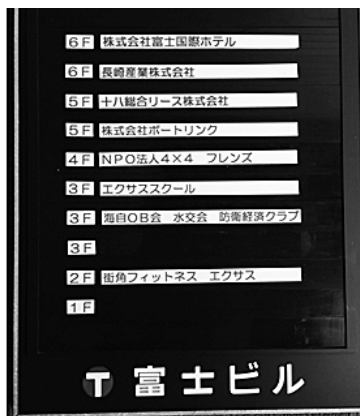 6F 株式会社富士国際ホテル
6F 長崎産業株式会社
5F 十八総合リース株式会社
5F 株式会社ポートリンク
4F NPO法人4×4 フレンズ
3F エクサススクール
3F 海自OB会 水交会 防衛経済クラブ
3F
2F 街角フィットネス エクサス
1F
T 富士ビル